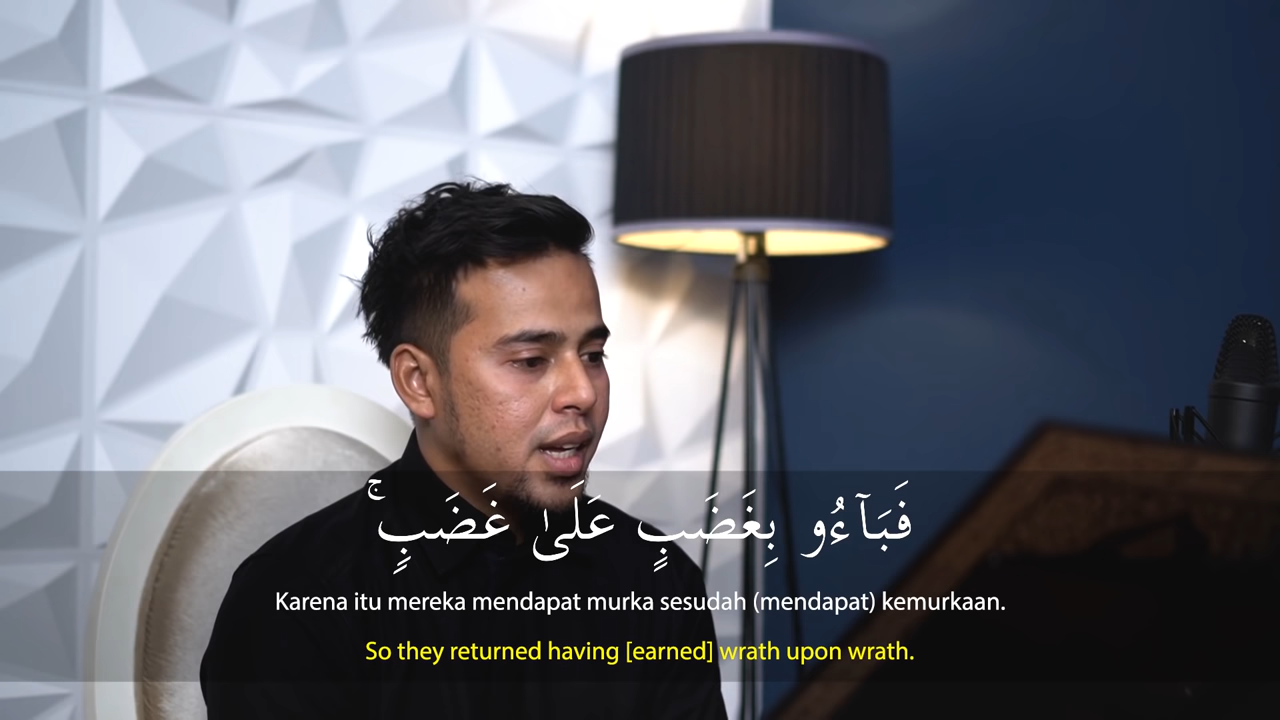 فَبَآءُو بِغَضَبٍ عَلَىٰ غَضَبٍۚ
Karena itu mereka mendapat murka sesudah (mendapat) kemurkaan.
So they returned having [earned] wrath upon wrath.